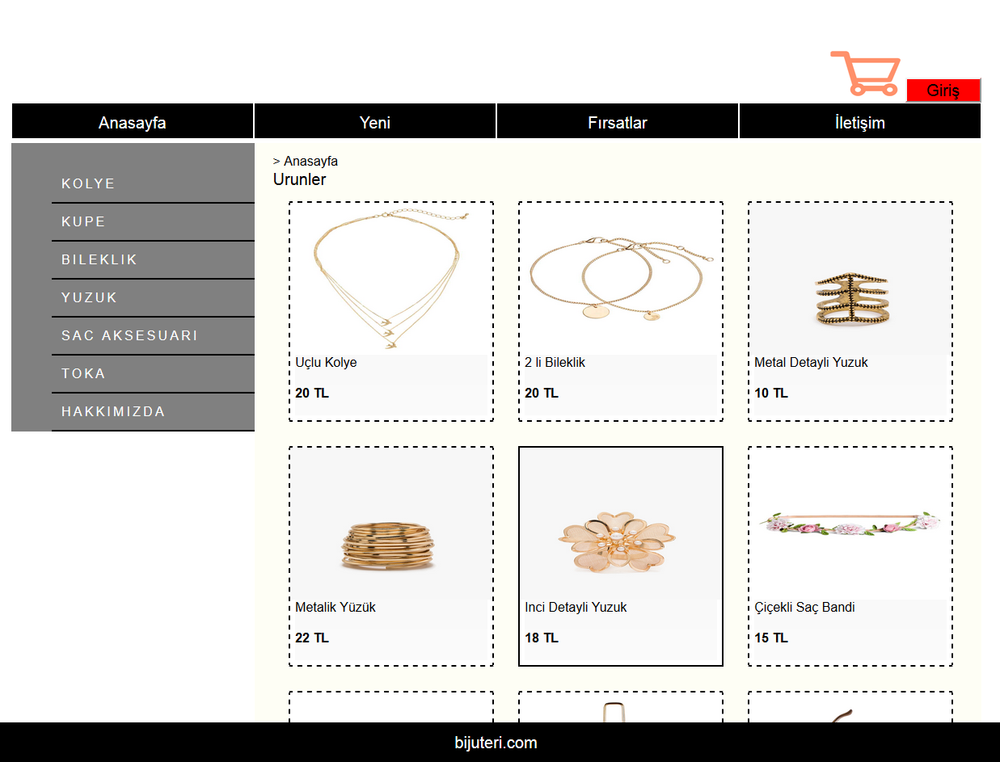 Giriş
Anasayfa
Yeni
Fırsatlar
İletişim
KOLYE
KUPE
BILEKLIK
YUZUK
SAC AKSESUARI
TOKA
HAKKIMIZDA
> Anasayfa
Urunler
Uçlu Kolye
20 TL
2 li Bileklik
20 TL
Metal Detayli Yuzuk
10 TL
Metalik Yüzük
22 TL
Inci Detayli Yuzuk
18 TL
Çiçekli Saç Bandi
15 TL
bijuteri.com